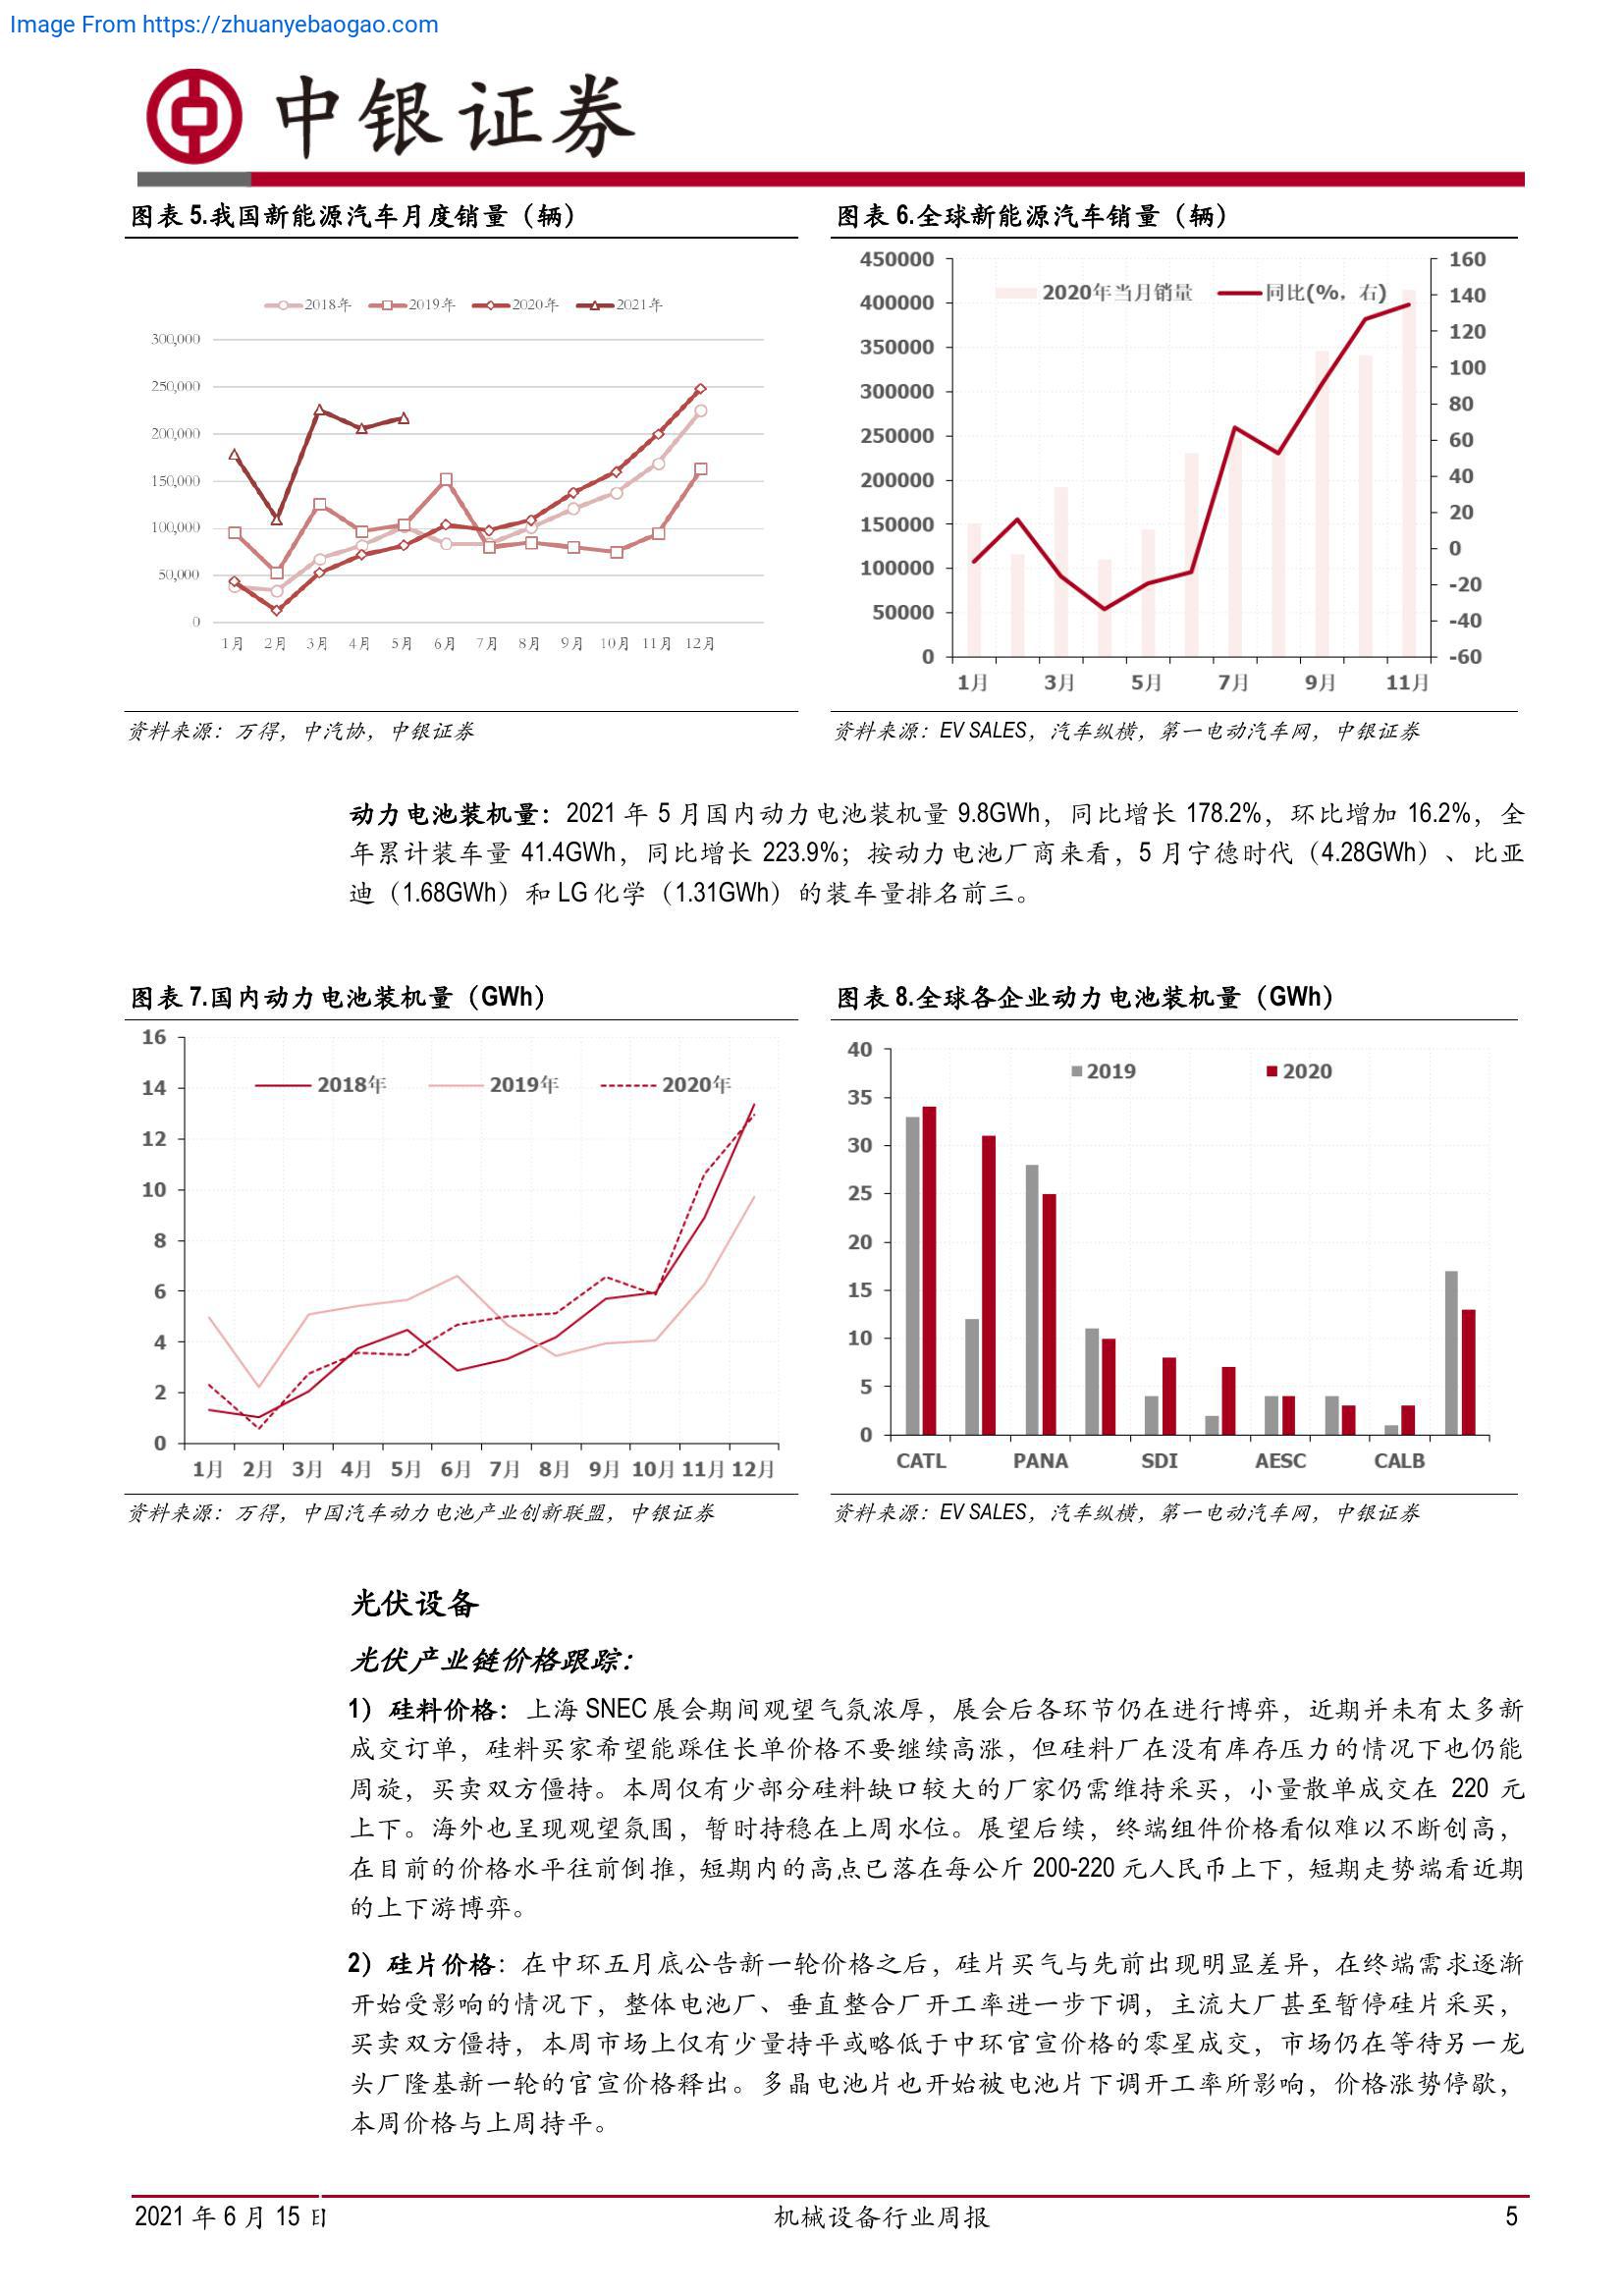 Image From https://zhuanyebaogao.com
中银证券
图表 5.我国新能源汽车月度销量（辆）
2018年 2019年 2020年 2021年
300,000
250,000
200,000
150,000
100,000
50,000
0
1月 2月 3月 4月 5月 6月 7月 8月 9月 10月 11月 12月
资料来源：万得，中汽协，中银证券
图表 6.全球新能源汽车销量（辆）
2020年当月销量 同比(%，右)
450000 160
400000 140
350000 120
300000 100
250000 80
200000 60
150000 40
100000 20
50000 0
0 -20
-40
-60
1月 3月 5月 7月 9月 11月
资料来源：EV SALES，汽车纵横，第一电动汽车网，中银证券
动力电池装机量：2021 年 5 月国内动力电池装机量 9.8GWh，同比增长 178.2%，环比增加 16.2%，全
年累计装车量 41.4GWh，同比增长 223.9%；按动力电池厂商来看，5 月宁德时代（4.28GWh）、比亚
迪（1.68GWh）和 LG 化学（1.31GWh）的装车量排名前三。
图表 7.国内动力电池装机量（GWh）
2018年 2019年 2020年
16
14
12
10
8
6
4
2
0
1月 2月 3月 4月 5月 6月 7月 8月 9月 10月 11月 12月
资料来源：万得，中国汽车动力电池产业创新联盟，中银证券
图表 8.全球各企业动力电池装机量（GWh）
2019 2020
40
35
30
25
20
15
10
5
0
CATL PANA SDI AESC CALB
资料来源：EV SALES，汽车纵横，第一电动汽车网，中银证券
光伏设备
光伏产业链价格跟踪：
1）硅料价格：上海 SNEC 展会期间观望气氛浓厚，展会后各环节仍在进行博弈，近期并未有太多新
成交订单，硅料买家希望能踩住长单价格不要继续高涨，但硅料厂在没有库存压力的情况下也仍能
周旋，买卖双方僵持。本周仅有少部分硅料缺口较大的厂家仍需维持采买，小量散单成交在 220 元
上下。海外也呈现观望氛围，暂时持稳在上周水位。展望后续，终端组件价格看似难以不断创高，
在目前的价格水平往前倒推，短期内的高点已落在每公斤 200-220 元人民币上下，短期走势端看近期
的上下游博弈。
2）硅片价格：在中环五月底公告新一轮价格之后，硅片买气与先前出现明显差异，在终端需求逐渐
开始受影响的情况下，整体电池厂、垂直整合厂开工率进一步下调，主流大厂甚至暂停硅片采买，
买卖双方僵持，本周市场上仅有少量持平或略低于中环官宣价格的零星成交，市场仍在等待另一龙
头厂隆基新一轮的官宣价格释出。多晶电池片也开始被电池片下调开工率所影响，价格涨势停歇，
本周价格与上周持平。
2021 年 6 月 15 日 机械设备行业周报 5